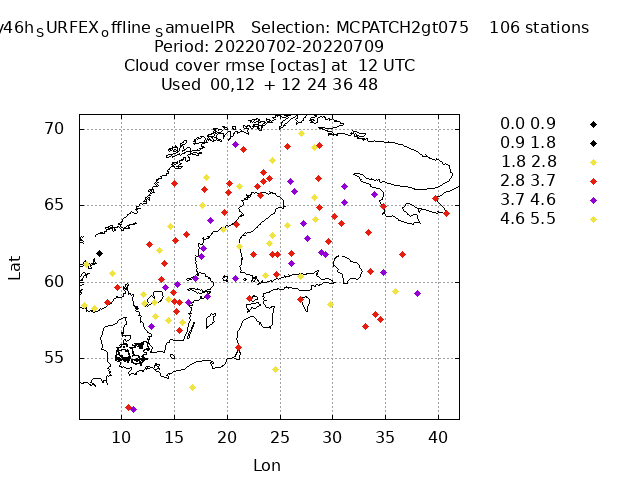 y46h_SURFEX_offline_samuelPR Selection: MCPATCH2gt075 106 stations
Period: 20220702-20220709
Cloud cover rmse [octas] at 12 UTC
Used 00,12 + 12 24 36 48
0.0 0.9
0.9 1.8
1.8 2.8
2.8 3.7
3.7 4.6
4.6 5.5
70
65
60
55
Lat
10 15 20 25 30 35 40
Lon